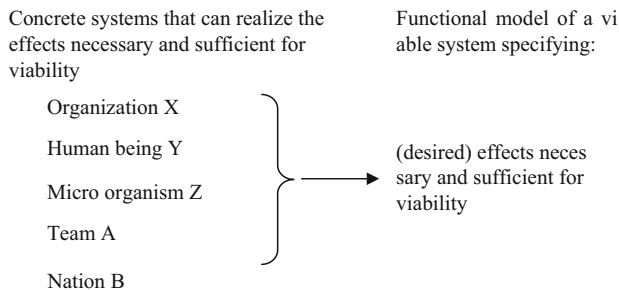 Concrete systems that can realize the
effects necessary and sufficient for
viability
Functional model of a vi
able system specifying:
Organization X
Human being Y
Micro organism Z
Team A
Nation B
(desired) effects neces
sary and sufficient for
viability